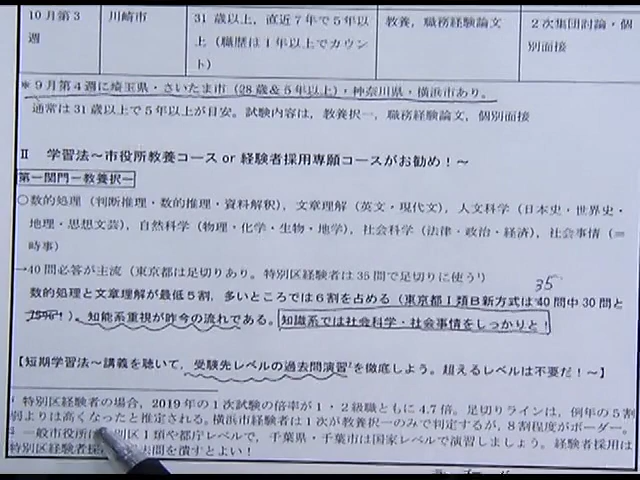 10月第3週
川崎市
31歳以上，直近7年で5年以上（職歴は1年以上でカウント）
教養，職務経験論文
2次集団討論・個別面接
＊9月第4週に埼玉県・さいたま市（28歳＆5年以上），神奈川県・横浜市あり。
通常は31歳以上で5年以上が目安。試験内容は，教養択一，職務経験論文，個別面接
Ⅱ 学習法～市役所教養コース or 経験者採用専願コースがお勧め！～
第一関門－教養択一
○数的処理（判断推理・数的推理・資料解釈），文章理解（英文・現代文），人文科学（日本史・世界史・
地理・思想文芸），自然科学（物理・化学・生物・地学），社会科学（法律・政治・経済），社会事情（＝
時事）
→40問必答が主流（東京都は足切りあり。特別区経験者は35問で足切りに使う！）
35
数的処理と文章理解が最低5割，多いところでは6割を占める（東京都Ⅰ類B新方式は40問中30問と
！）。知能系重視が昨今の流れである。知識系では社会科学・社会事情をしっかりと！
【短期学習法～講義を聴いて，受験先レベルの過去問演習を徹底しよう。超えるレベルは不要だ！～】
特別区経験者の場合，2019年の1次試験の倍率が1・2級職ともに4.7倍。足切りラインは，例年の5割
弱よりは高くなったと推定される。横浜市経験者は1次が教養択一のみで判定するが，8割程度がボーダー。
一般市役所は 別区Ⅰ類や都庁レベルで，千葉県・千葉市は国家レベルで演習しましょう。経験者採用は
特別区経験者採 去問を潰すとよい！